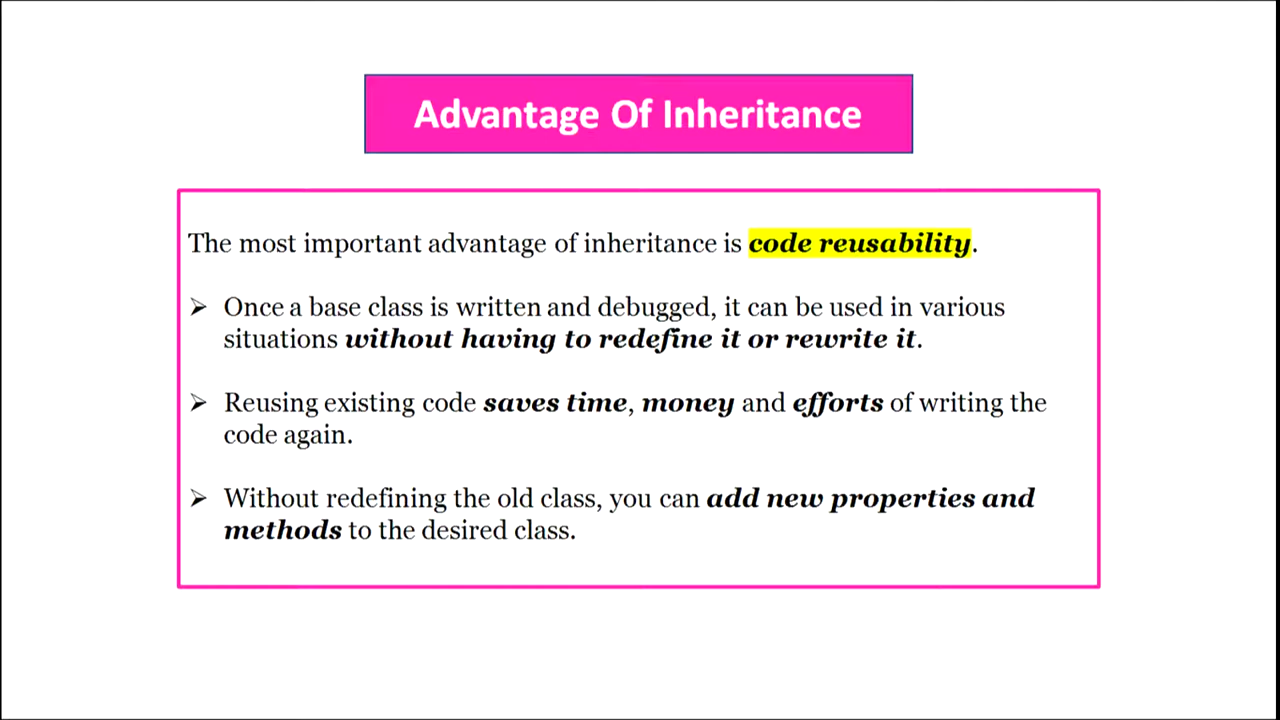 Advantage Of Inheritance
The most important advantage of inheritance is code reusability.
➢ Once a base class is written and debugged, it can be used in various
situations without having to redefine it or rewrite it.
➢ Reusing existing code saves time, money and efforts of writing the
code again.
➢ Without redefining the old class, you can add new properties and
methods to the desired class.